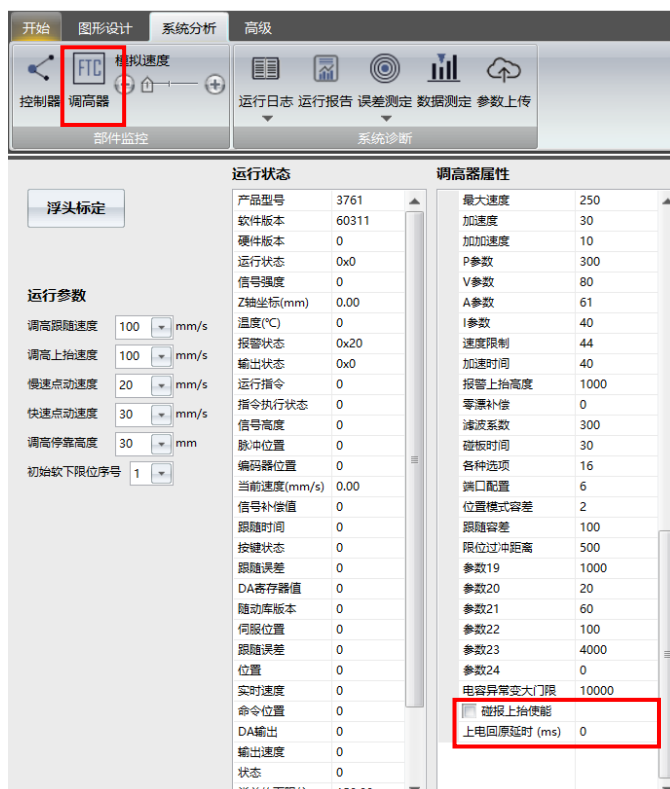 开始 图形设计 系统分析 高级
控制器
FTC
调高器
模拟速度
部件监控
运行日志 运行报告 误差测定 数据测定 参数上传
系统诊断
浮头标定
运行参数
调高跟随速度 100 mm/s
调高上抬速度 100 mm/s
慢速点动速度 20 mm/s
快速点动速度 30 mm/s
调高停靠高度 30 mm
初始软下限位序号 1
运行状态
产品型号 3761
软件版本 60311
硬件版本 0
运行状态 0x0
信号强度 0
Z轴坐标(mm) 0.00
温度(℃) 0
报警状态 0x20
输出状态 0x0
运行指令 0
指令执行状态 0
信号高度 0
脉冲位置 0
编码器位置 0
当前速度(mm/s) 0.00
信号补偿值 0
跟随时间 0
按键状态 0
跟随误差 0
DA寄存器值 0
随动库版本 0
伺服位置 0
跟随误差 0
位置 0
实时速度 0
命令位置 0
DA输出 0
输出速度 0
状态 0
调高器属性
最大速度 250
加速度 30
加加速度 10
P参数 300
V参数 80
A参数 61
I参数 40
速度限制 44
加速时间 40
报警上抬高度 1000
零漂补偿 0
滤波系数 300
碰板时间 30
各种选项 16
端口配置 6
位置模式容差 2
跟随容差 100
限位过冲距离 500
参数19 1000
参数20 20
参数21 60
参数22 100
参数23 4000
参数24 0
电容异常变大门限 10000
碰报上抬使能
上电回原延时 (ms) 0